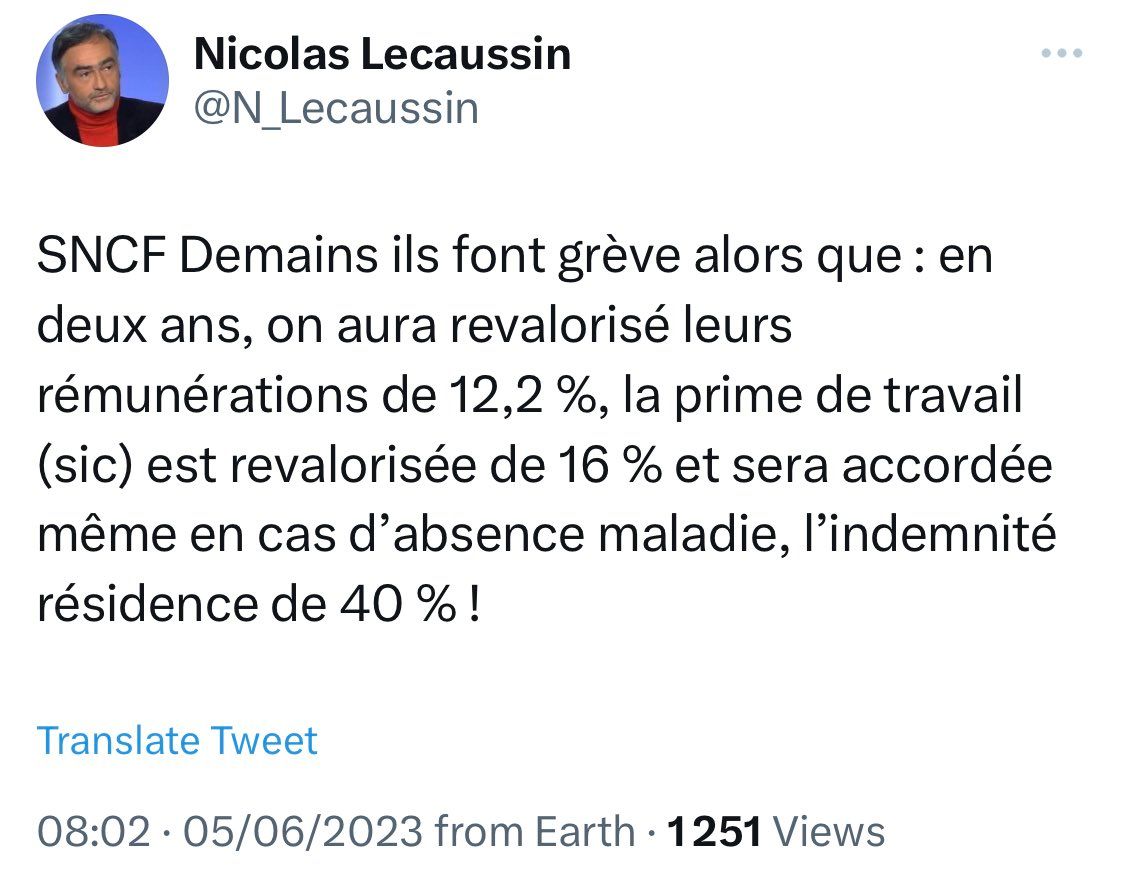 Nicolas Lecaussin
@N_Lecaussin
SNCF Demains ils font grève alors que : en
deux ans, on aura revalorisé leurs
rémunérations de 12,2 %, la prime de travail
(sic) est revalorisée de 16 % et sera accordée
même en cas d’absence maladie, l’indemnité
résidence de 40 % !
Translate Tweet
08:02 · 05/06/2023 from Earth · 1 251 Views